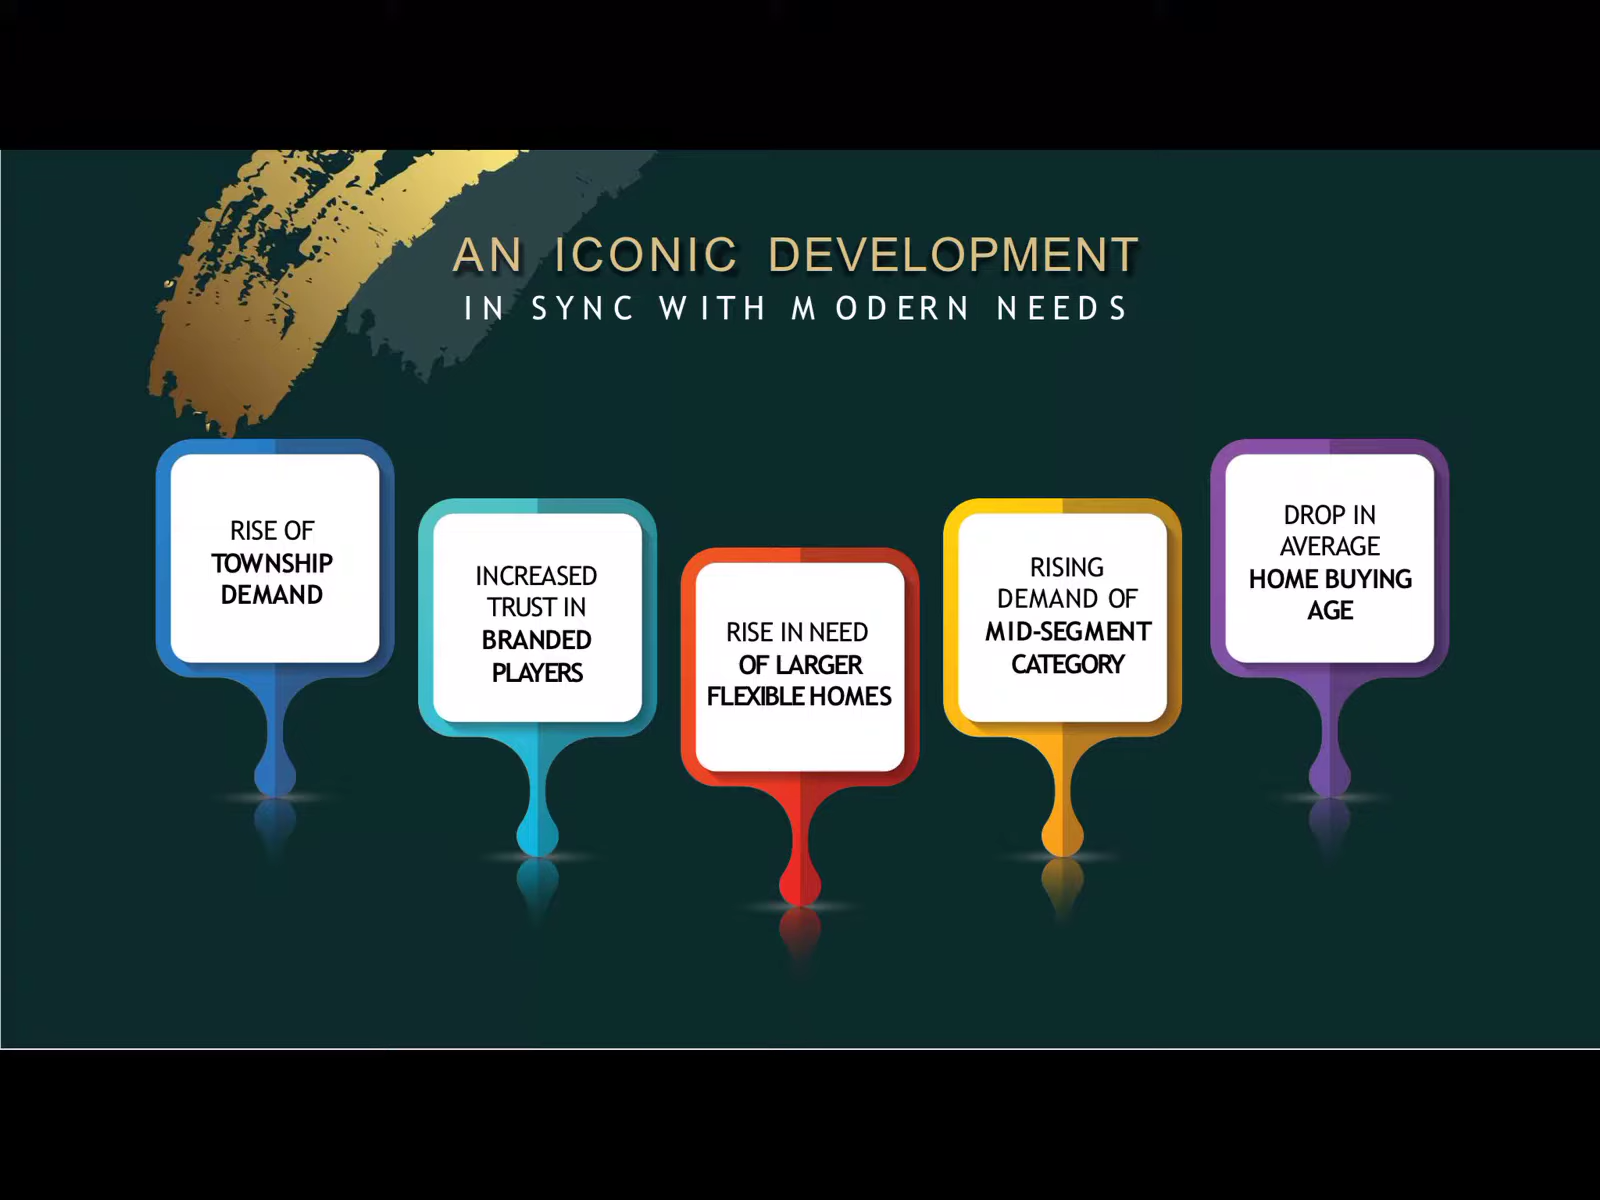 AN ICONIC DEVELOPMENT
IN SYNC WITH MODERN NEEDS
RISE OF
TOWNSHIP
DEMAND
INCREASED
TRUST IN
BRANDED
PLAYERS
RISE IN NEED
OF LARGER
FLEXIBLE HOMES
RISING
DEMAND OF
MID-SEGMENT
CATEGORY
DROP IN
AVERAGE
HOME BUYING
AGE